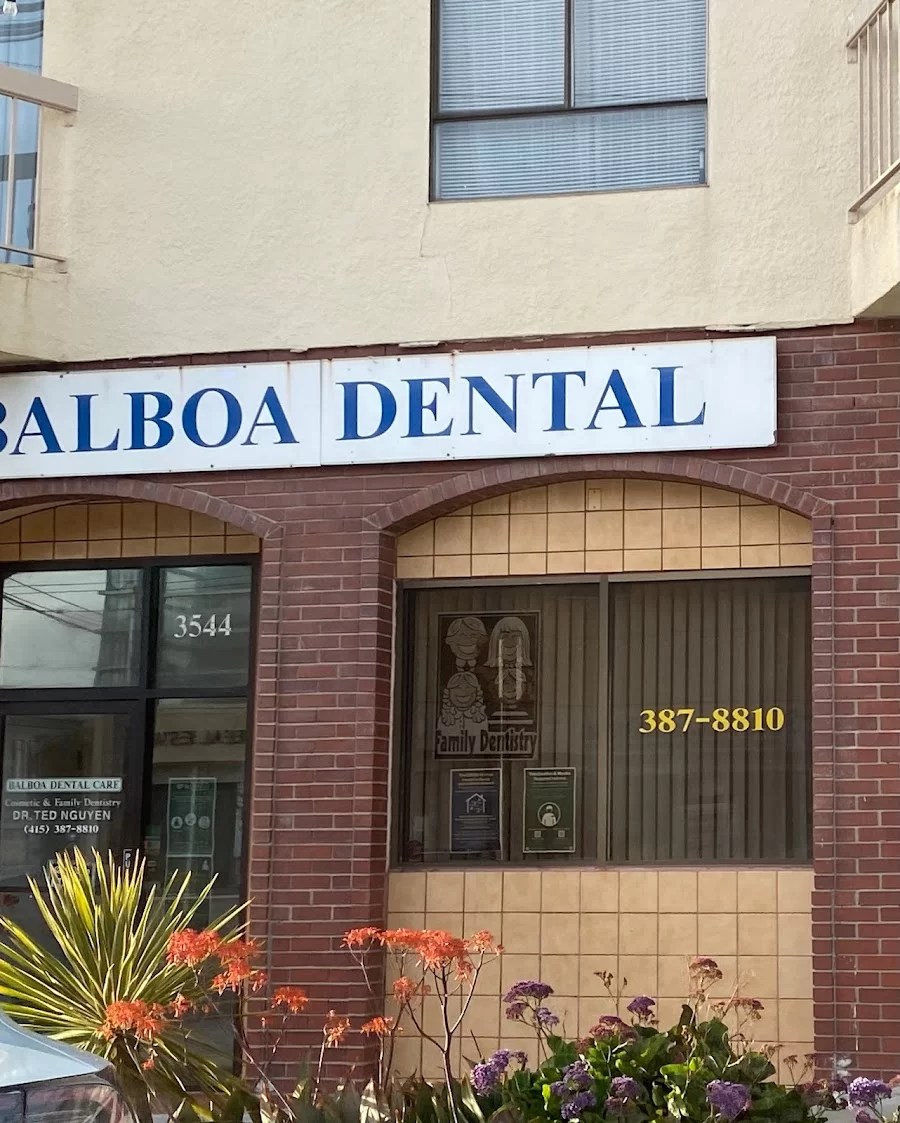 BALBOA DENTAL
3544
387-8810
Family Dentistry
BALBOA DENTAL CARE
Cosmetic & Family Dentistry
DR. TED NGUYEN
(415) 387-8810